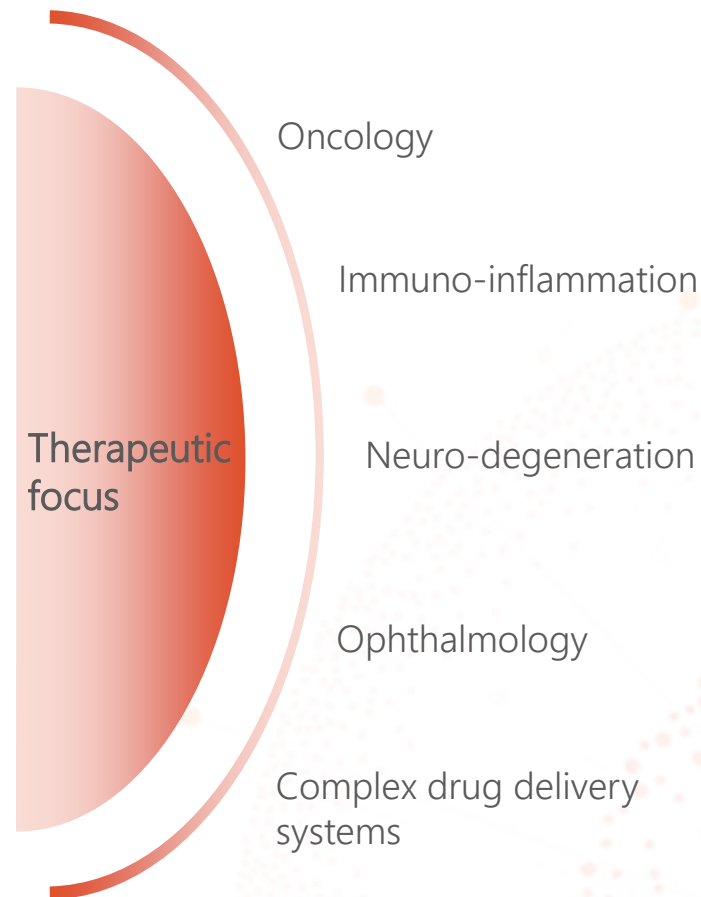 Oncology
Immuno-inflammation
Therapeutic
focus
Neuro-degeneration
Ophthalmology
Complex drug delivery
systems